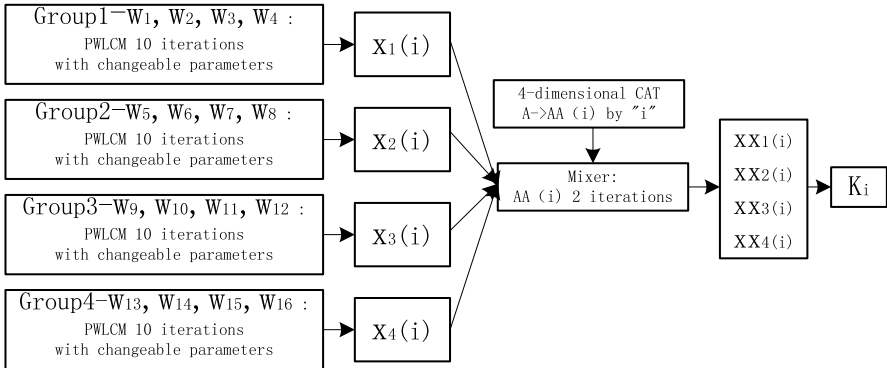 Group1-W1, W2, W3, W4 :
PWLCM 10 iterations
with changeable parameters
X1(i)
Group2-W5, W6, W7, W8 :
PWLCM 10 iterations
with changeable parameters
X2(i)
Group3-W9, W10, W11, W12 :
PWLCM 10 iterations
with changeable parameters
X3(i)
Group4-W13, W14, W15, W16 :
PWLCM 10 iterations
with changeable parameters
X4(i)
4-dimensional CAT
A->AA (i) by "i"
Mixer:
AA (i) 2 iterations
XX1(i)
XX2(i)
XX3(i)
XX4(i)
Ki